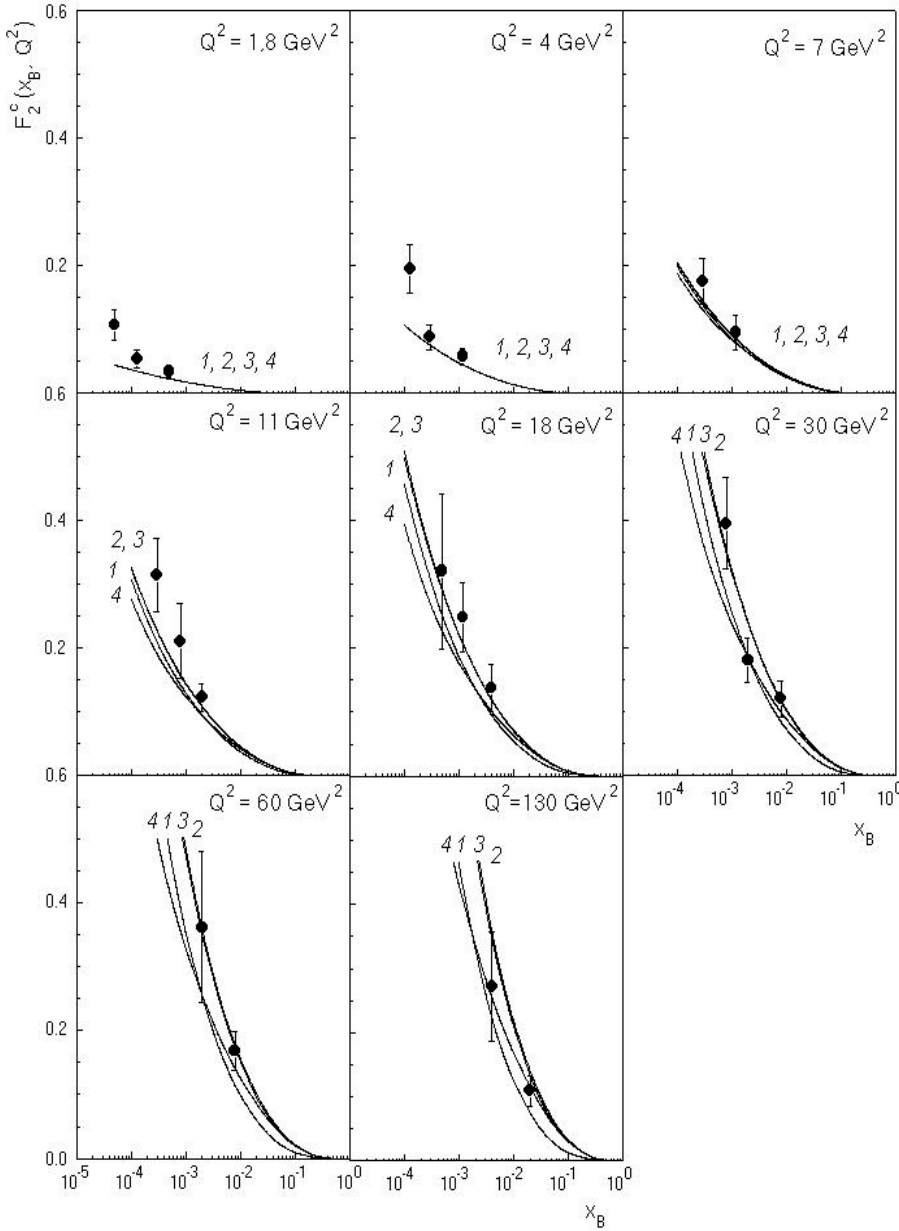 F₂ᶜ(x_B, Q²)
0.6
0.4
0.2
Q² = 1.8 GeV²
1, 2, 3, 4
Q² = 4 GeV²
1, 2, 3, 4
Q² = 7 GeV²
1, 2, 3, 4
0.6
0.4
0.2
Q² = 11 GeV²
2, 3
1
4
Q² = 18 GeV²
2, 3
1
4
Q² = 30 GeV²
4 1 3 2
10⁻⁴ 10⁻³ 10⁻² 10⁻¹ 10⁰
x_B
0.6
0.4
0.2
0.0
Q² = 60 GeV²
4 1 3 2
Q²=130 GeV²
4 1 3 2
10⁻⁵ 10⁻⁴ 10⁻³ 10⁻² 10⁻¹ 10⁰ 10⁻⁴ 10⁻³ 10⁻² 10⁻¹ 10⁰
x_B